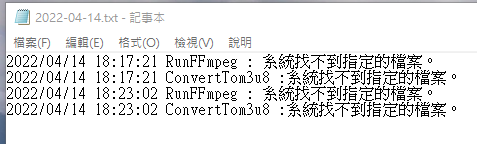 2022-04-14.txt - 記事本
檔案(F) 編輯(E) 格式(O) 檢視(V) 說明
2022/04/14 18:17:21 RunFFmpeg : 系統找不到指定的檔案。
2022/04/14 18:17:21 ConvertTom3u8 :系統找不到指定的檔案。
2022/04/14 18:23:02 RunFFmpeg : 系統找不到指定的檔案。
2022/04/14 18:23:02 ConvertTom3u8 :系統找不到指定的檔案。